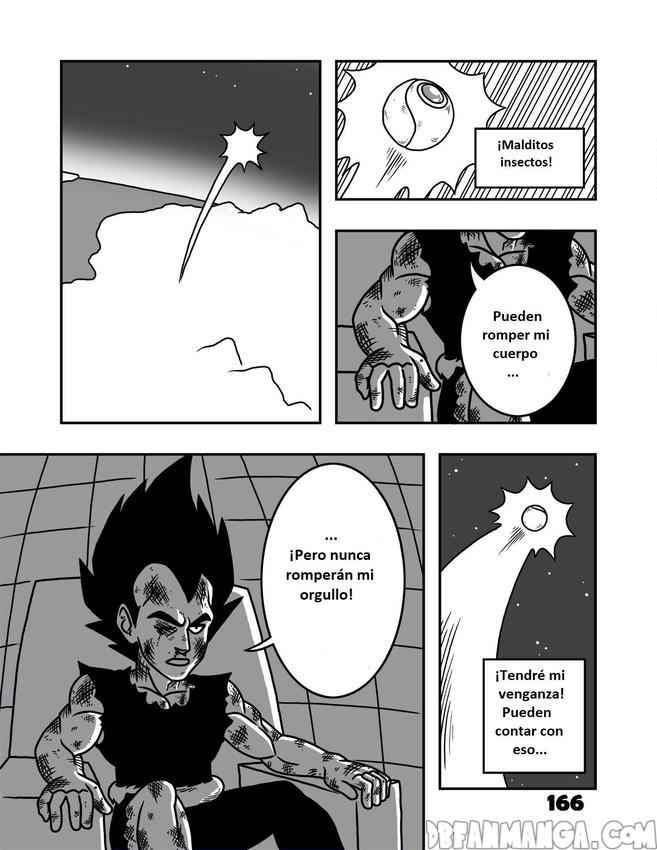 ¡Malditos
insectos!
Pueden
romper mi
cuerpo
...
...
¡Pero nunca
romperán mi
orgullo!
¡Tendré mi
venganza!
Pueden
contar con
eso...
166
DBFANMANGA.COM